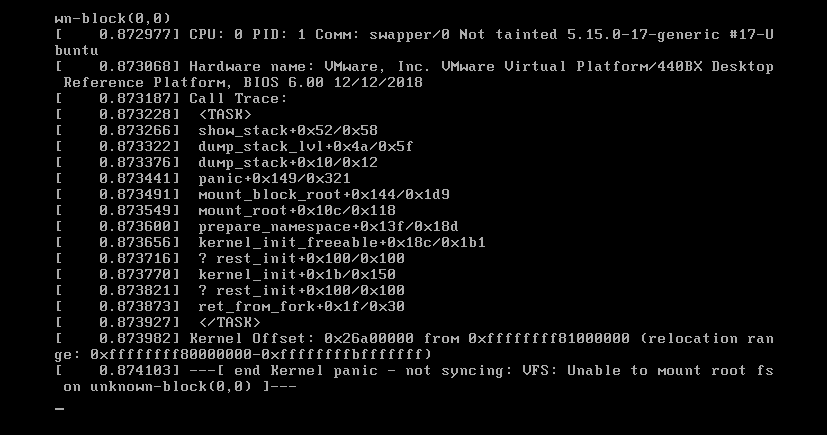 wn-block(0,0)
[    0.872977] CPU: 0 PID: 1 Comm: swapper/0 Not tainted 5.15.0-17-generic #17-U
buntu
[    0.873068] Hardware name: VMware, Inc. VMware Virtual Platform/440BX Desktop
 Reference Platform, BIOS 6.00 12/12/2018
[    0.873187] Call Trace:
[    0.873228]  <TASK>
[    0.873266]  show_stack+0x52/0x58
[    0.873322]  dump_stack_lvl+0x4a/0x5f
[    0.873376]  dump_stack+0x10/0x12
[    0.873441]  panic+0x149/0x321
[    0.873491]  mount_block_root+0x144/0x1d9
[    0.873549]  mount_root+0x10c/0x118
[    0.873600]  prepare_namespace+0x13f/0x18d
[    0.873656]  kernel_init_freeable+0x18c/0x1b1
[    0.873716]  ? rest_init+0x100/0x100
[    0.873770]  kernel_init+0x1b/0x150
[    0.873821]  ? rest_init+0x100/0x100
[    0.873873]  ret_from_fork+0x1f/0x30
[    0.873927]  </TASK>
[    0.873982] Kernel Offset: 0x26a00000 from 0xffffffff81000000 (relocation ran
ge: 0xffffffff80000000-0xffffffffbfffffff)
[    0.874103] ---[ end Kernel panic - not syncing: VFS: Unable to mount root fs
 on unknown-block(0,0) ]---
_